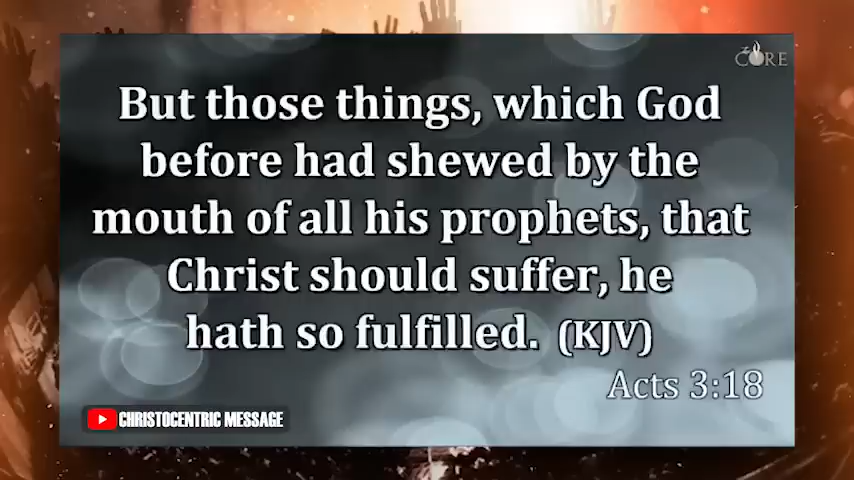 CORE
But those things, which God
before had shewed by the
mouth of all his prophets, that
Christ should suffer, he
hath so fulfilled. (KJV)
Acts 3:18
CHRISTOCENTRIC MESSAGE